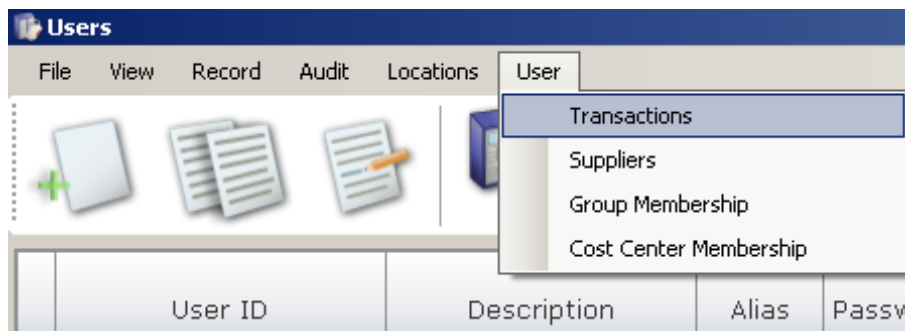 Users
File View Record Audit Locations User
Transactions
Suppliers
Group Membership
Cost Center Membership
User ID Description Alias Passw